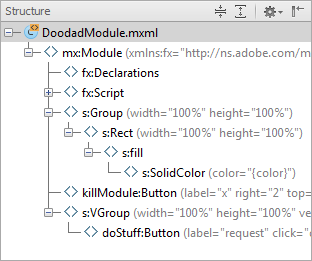 Structure
DoodadModule.mxml
mx:Module (xmlns:fx="http://ns.adobe.com/m
fx:Declarations
fx:Script
s:Group (width="100%" height="100%")
s:Rect (width="100%" height="100%")
s:fill
s:SolidColor (color="{color}")
killModule:Button (label="x" right="2" top=
s:VGroup (width="100%" height="100%" ve
doStuff:Button (label="request" click="